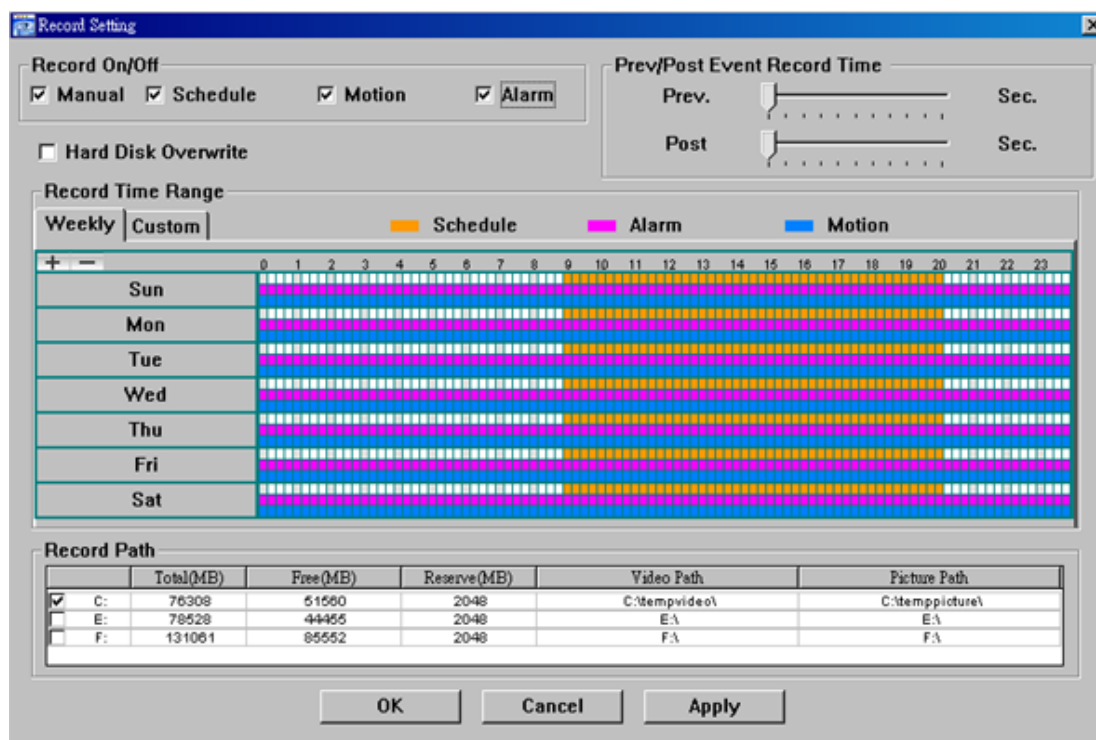 Record Setting
Record On/Off
Manual Schedule Motion Alarm
Prev/Post Event Record Time
Prev. Sec.
Post Sec.
Hard Disk Overwrite
Record Time Range
Weekly Custom Schedule Alarm Motion
+ − 0 1 2 3 4 5 6 7 8 9 10 11 12 13 14 15 16 17 18 19 20 21 22 23
Sun
Mon
Tue
Wed
Thu
Fri
Sat
Record Path
Total(MB) Free(MB) Reserve(MB) Video Path Picture Path
C: 76308 51560 2048 C:\tempvideo\ C:\temppicture\
E: 78528 44455 2048 E:\ E:\
F: 131061 85552 2048 F:\ F:\
OK Cancel Apply